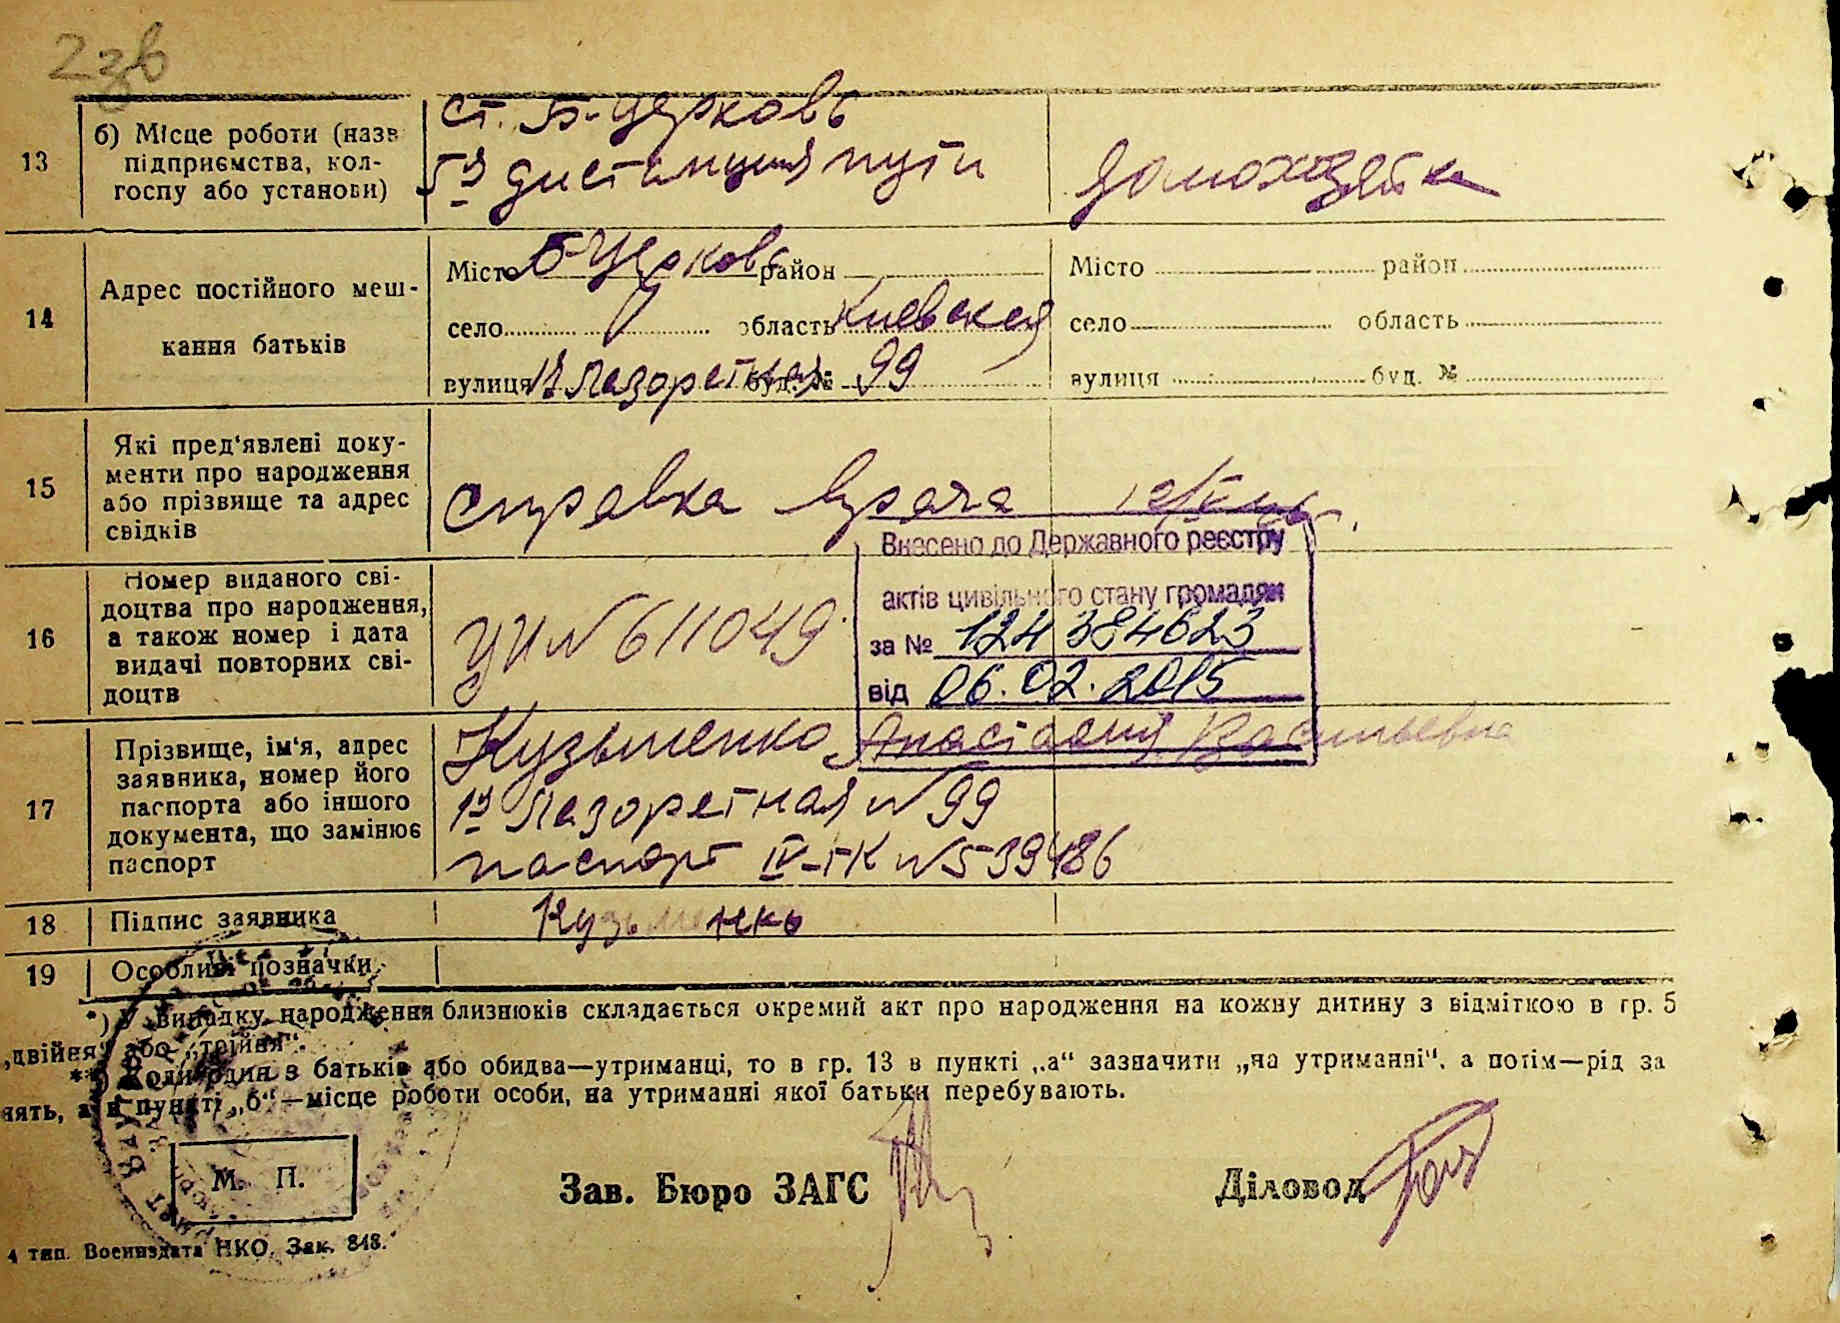 23в
13 б) Місце роботи (назв підприємства, кол-госпу або установи)
ст. Б-Церковь
5я дистанция пути
домохозяйка
14 Адрес постійного меш-
кання батьків
Місто Б-Церковь район
село область Киевская
вулиця 1я Лазаретная буд. № 99
Місто район
село область
вулиця буд. №
15 Які пред'явлені доку-
менти про народження
або прізвище та адрес
свідків
справка врача
Внесено до Державного реєстру
актів цивільного стану громадян
за № 124384623
від 06.02.2015
16 Номер виданого сві-
доцтва про народження,
а також номер і дата
видачі повторних сві-
доцтв
УИ № 611049
17 Прізвище, ім'я, адрес
заявника, номер його
паспорта або іншого
документа, що замінює
паспорт
Кузьменко Анастасия Васильевна
1я Лазаретная № 99
паспорт IV-ГК № 539486
18 Підпис заявника
Кузьменко
19 Особливі позначки
*) У випадку народження близнюків складається окремий акт про народження на кожну дитину з відміткою в гр. 5
„двійня" або „трійня".
**) Коли один з батьків або обидва—утриманці, то в гр. 13 в пункті „а" зазначити „на утриманні", а потім—рід за
нять, а в пункті „б"—місце роботи особи, на утриманні якої батьки перебувають.
М. П.
Зав. Бюро ЗАГС
Діловод
4 тип. Воениздата НКО. Зак. 848.